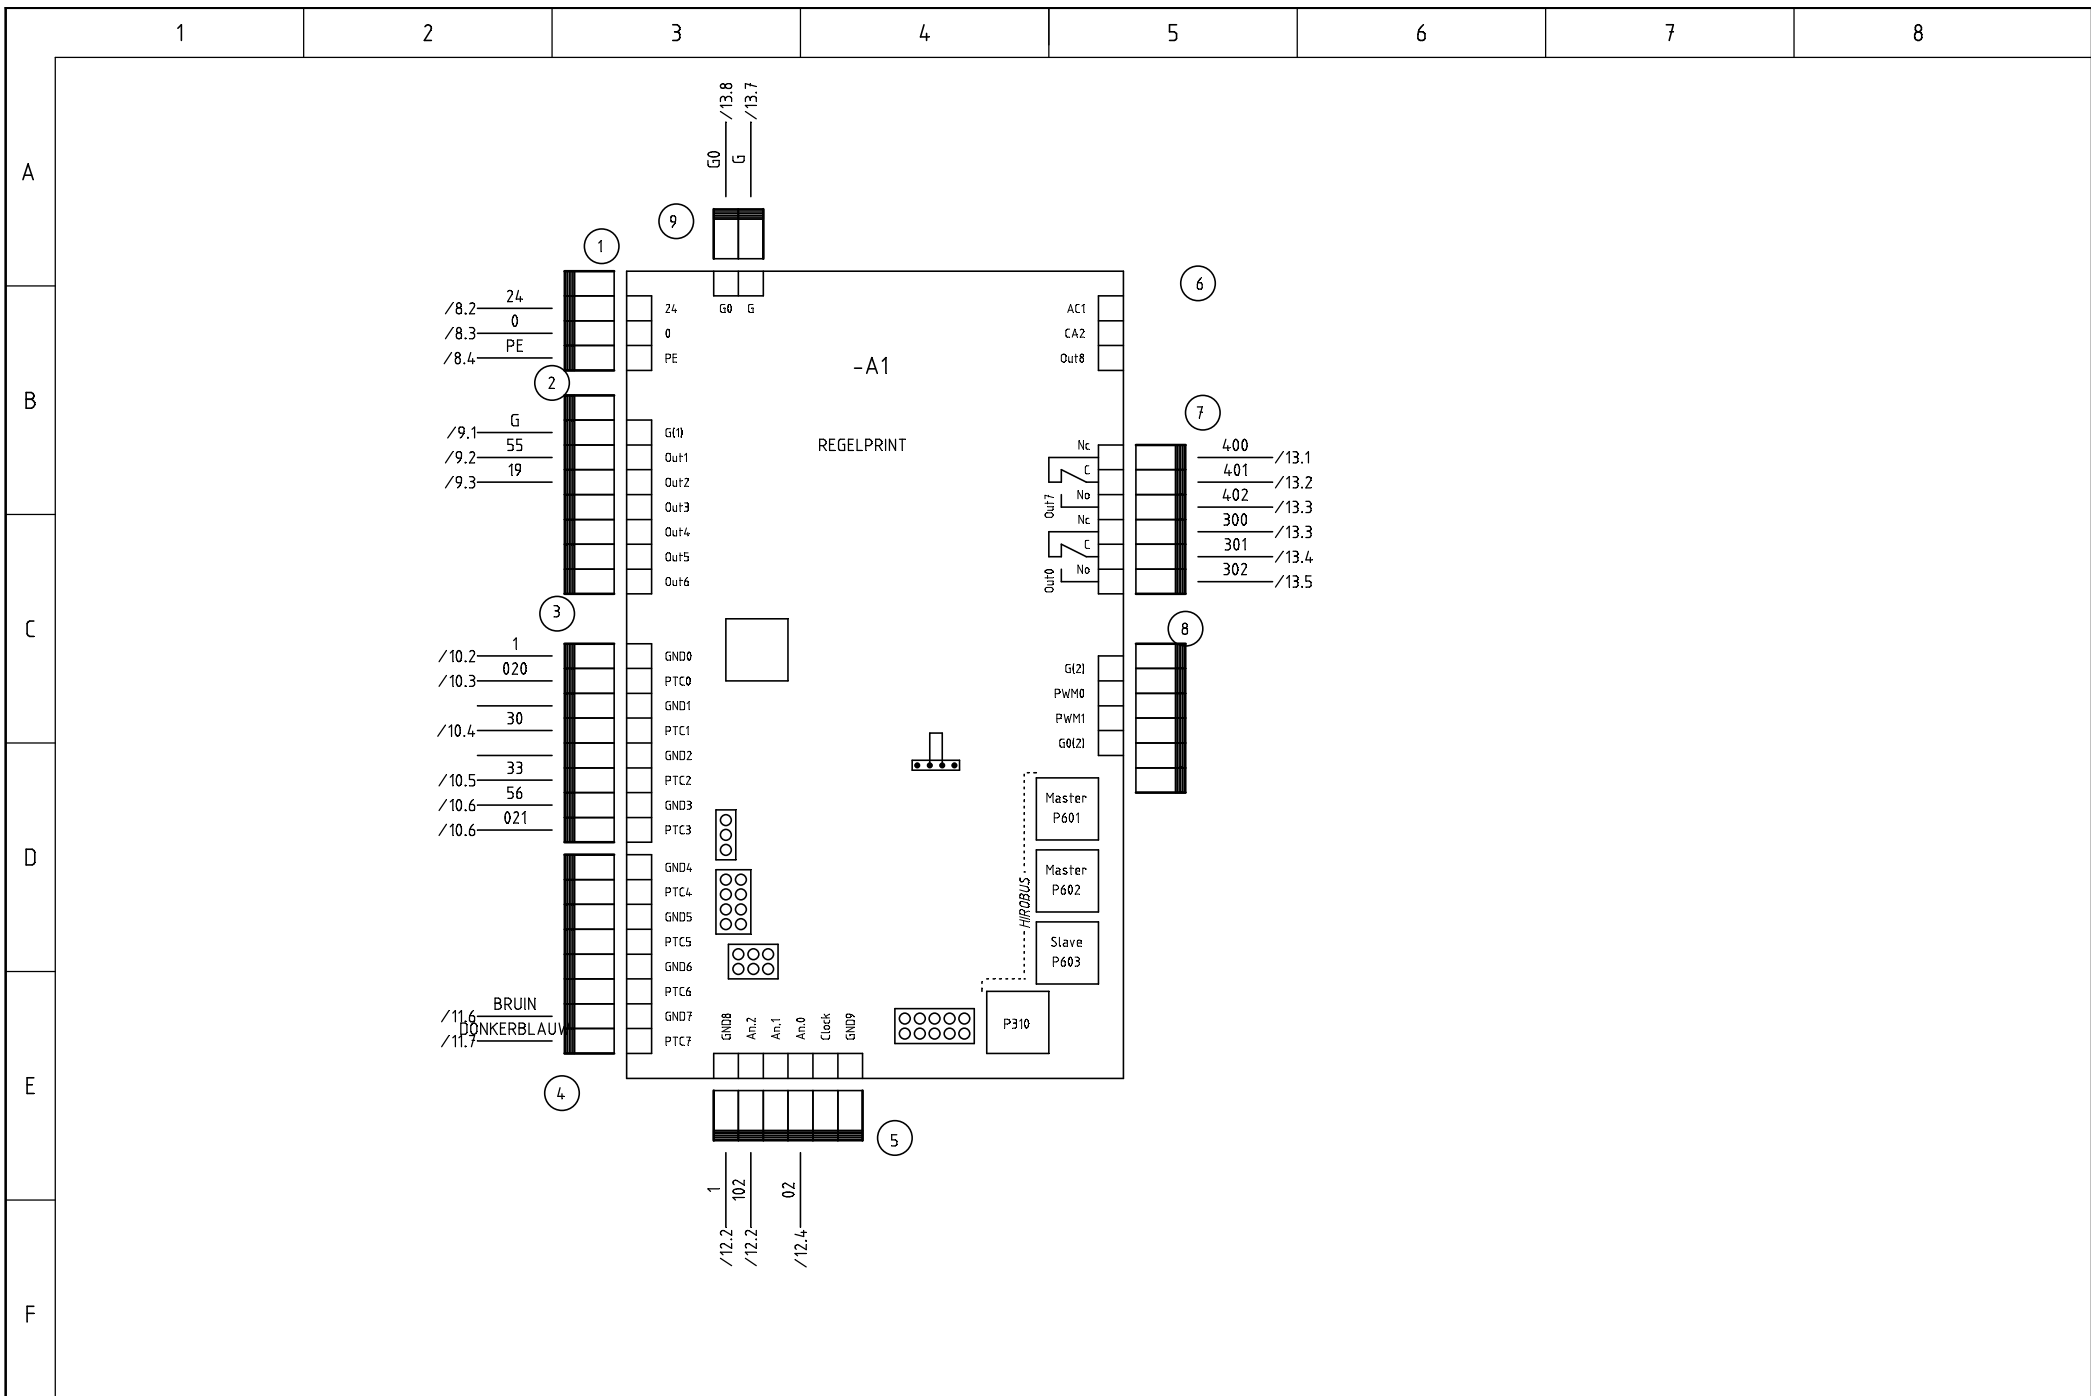 1 2 3 4 5 6 7 8
A
B
C
D
E
F
/13.8
/13.7
G0
G
9
1
6
24
/8.2
0
/8.3
PE
/8.4
24
0
PE
G0 G
AC1
CA2
Out8
-A1
REGELPRINT
2
G
/9.1
55
/9.2
19
/9.3
G(1)
Out1
Out2
Out3
Out4
Out5
Out6
7
Nc
C
No
Out7
Nc
C
No
Out0
400
/13.1
401
/13.2
402
/13.3
300
/13.3
301
/13.4
302
/13.5
3
1
/10.2
020
/10.3
30
/10.4
33
/10.5
56
/10.6
021
/10.6
GND0
PTC0
GND1
PTC1
GND2
PTC2
GND3
PTC3
8
G(2)
PWM0
PWM1
G0(2)
Master
P601
Master
P602
Slave
P603
HIROBUS
P310
GND4
PTC4
GND5
PTC5
GND6
PTC6
GND7
PTC7
BRUIN
/11.6
DONKERBLAUW
/11.7
4
GND8
An.2
An.1
An.0
Clock
GND9
5
1
102
02
/12.2
/12.2
/12.4